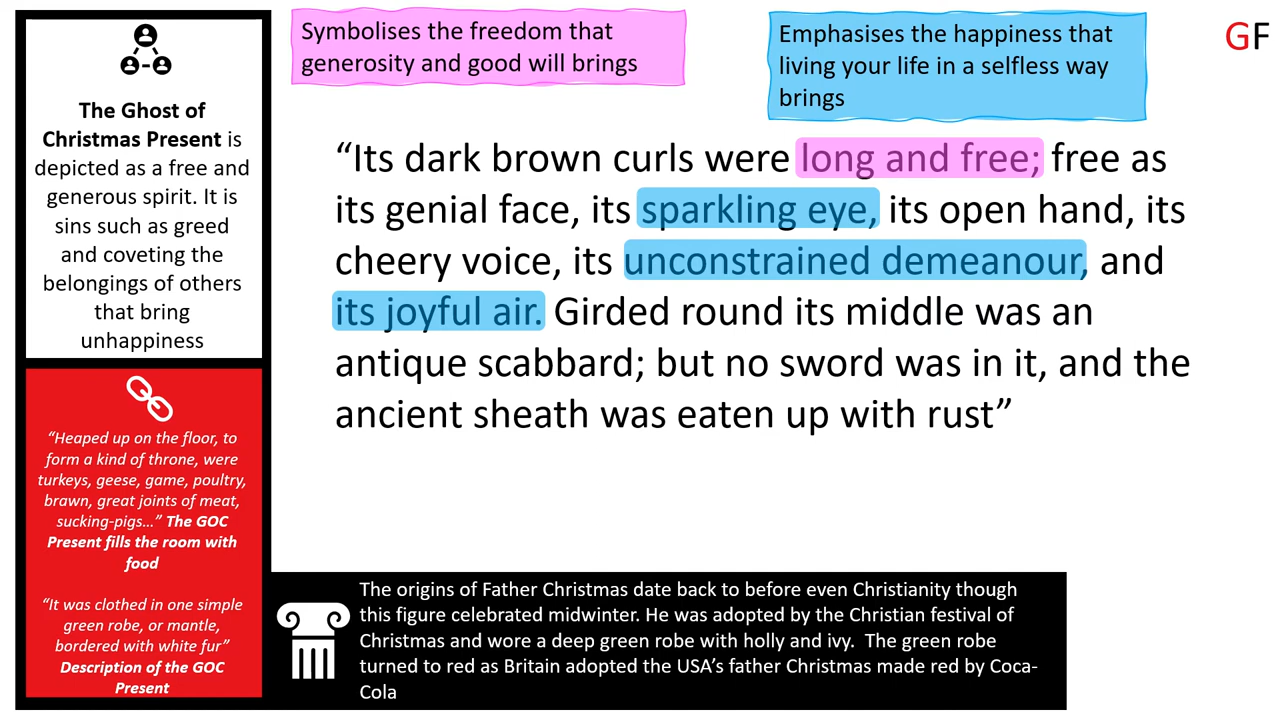 The Ghost of
Christmas Present is
depicted as a free and
generous spirit. It is
sins such as greed
and coveting the
belongings of others
that bring
unhappiness
“Heaped up on the floor, to
form a kind of throne, were
turkeys, geese, game, poultry,
brawn, great joints of meat,
sucking-pigs…” The GOC
Present fills the room with
food
“It was clothed in one simple
green robe, or mantle,
bordered with white fur”
Description of the GOC
Present
Symbolises the freedom that
generosity and good will brings
Emphasises the happiness that
living your life in a selfless way
brings
GF
“Its dark brown curls were long and free; free as
its genial face, its sparkling eye, its open hand, its
cheery voice, its unconstrained demeanour, and
its joyful air. Girded round its middle was an
antique scabbard; but no sword was in it, and the
ancient sheath was eaten up with rust”
The origins of Father Christmas date back to before even Christianity though
this figure celebrated midwinter. He was adopted by the Christian festival of
Christmas and wore a deep green robe with holly and ivy.  The green robe
turned to red as Britain adopted the USA’s father Christmas made red by Coca-
Cola